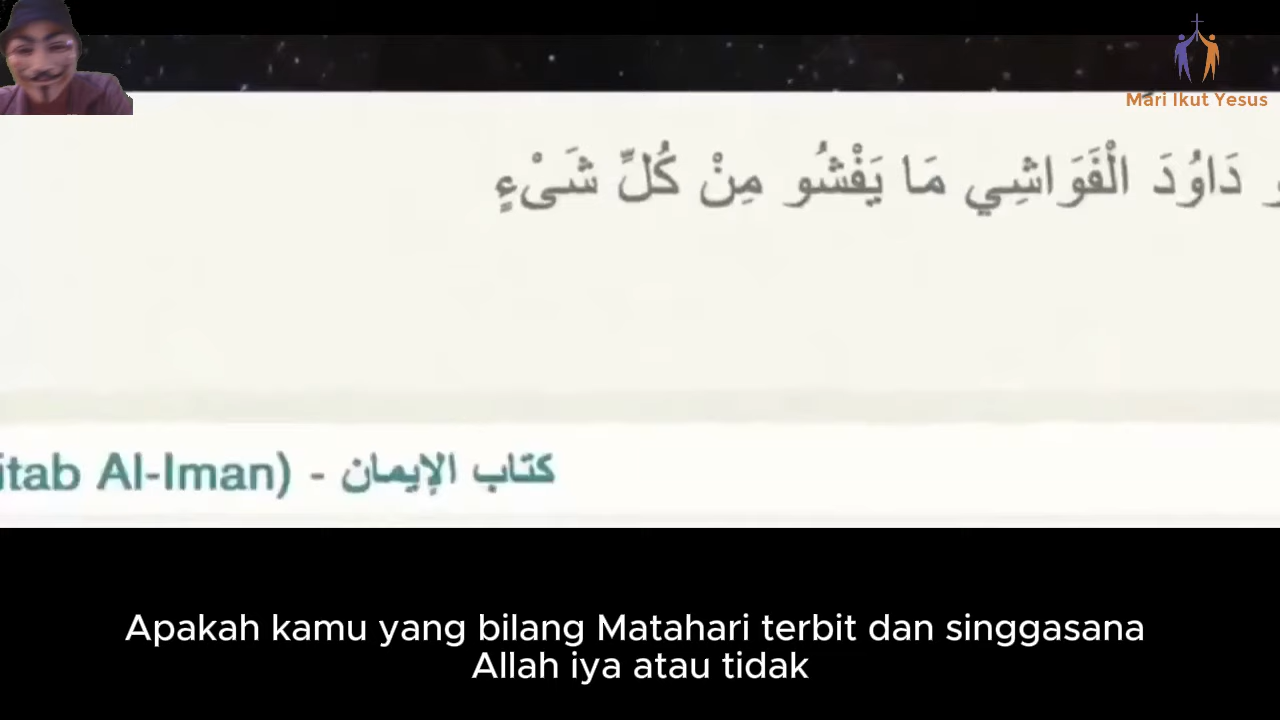 Mari Ikut Yesus
دَاوُدَ الْفَوَاشِي مَا يَفْشُو مِنْ كُلِّ شَىْءٍ
itab Al-Iman) - كتاب الإيمان
Apakah kamu yang bilang Matahari terbit dan singgasana
Allah iya atau tidak